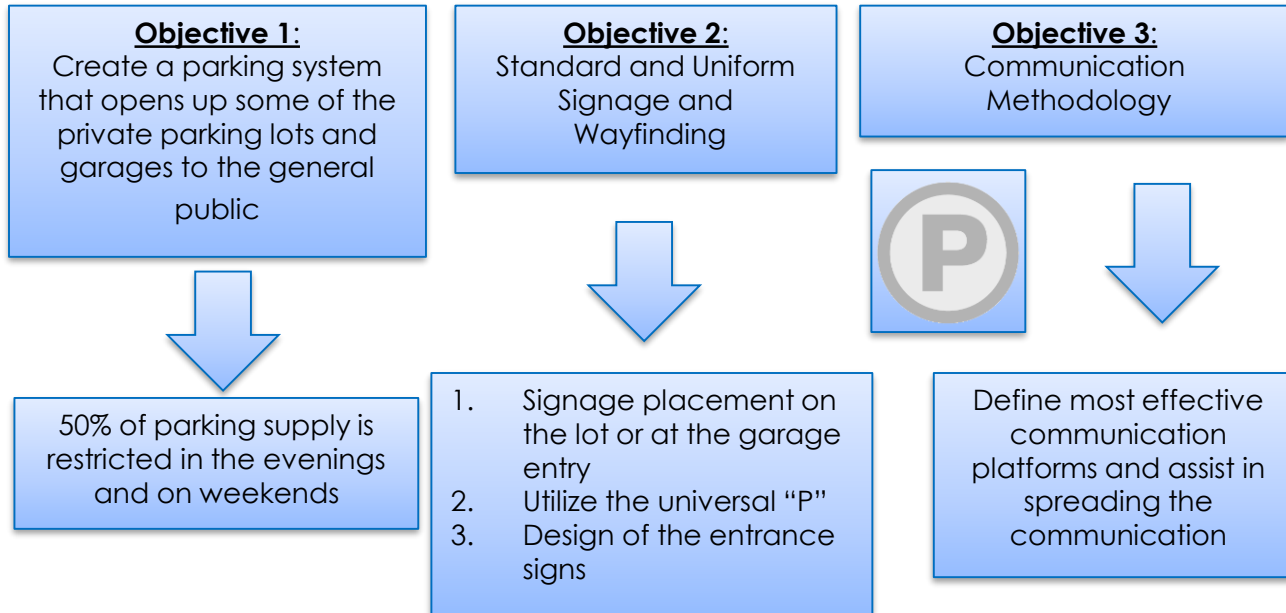 Objective 1:
Create a parking system
that opens up some of the
private parking lots and
garages to the general
public
50% of parking supply is
restricted in the evenings
and on weekends
Objective 2:
Standard and Uniform
Signage and
Wayfinding
1. Signage placement on
the lot or at the garage
entry
2. Utilize the universal “P”
3. Design of the entrance
signs
Objective 3:
Communication
Methodology
P
Define most effective
communication
platforms and assist in
spreading the
communication